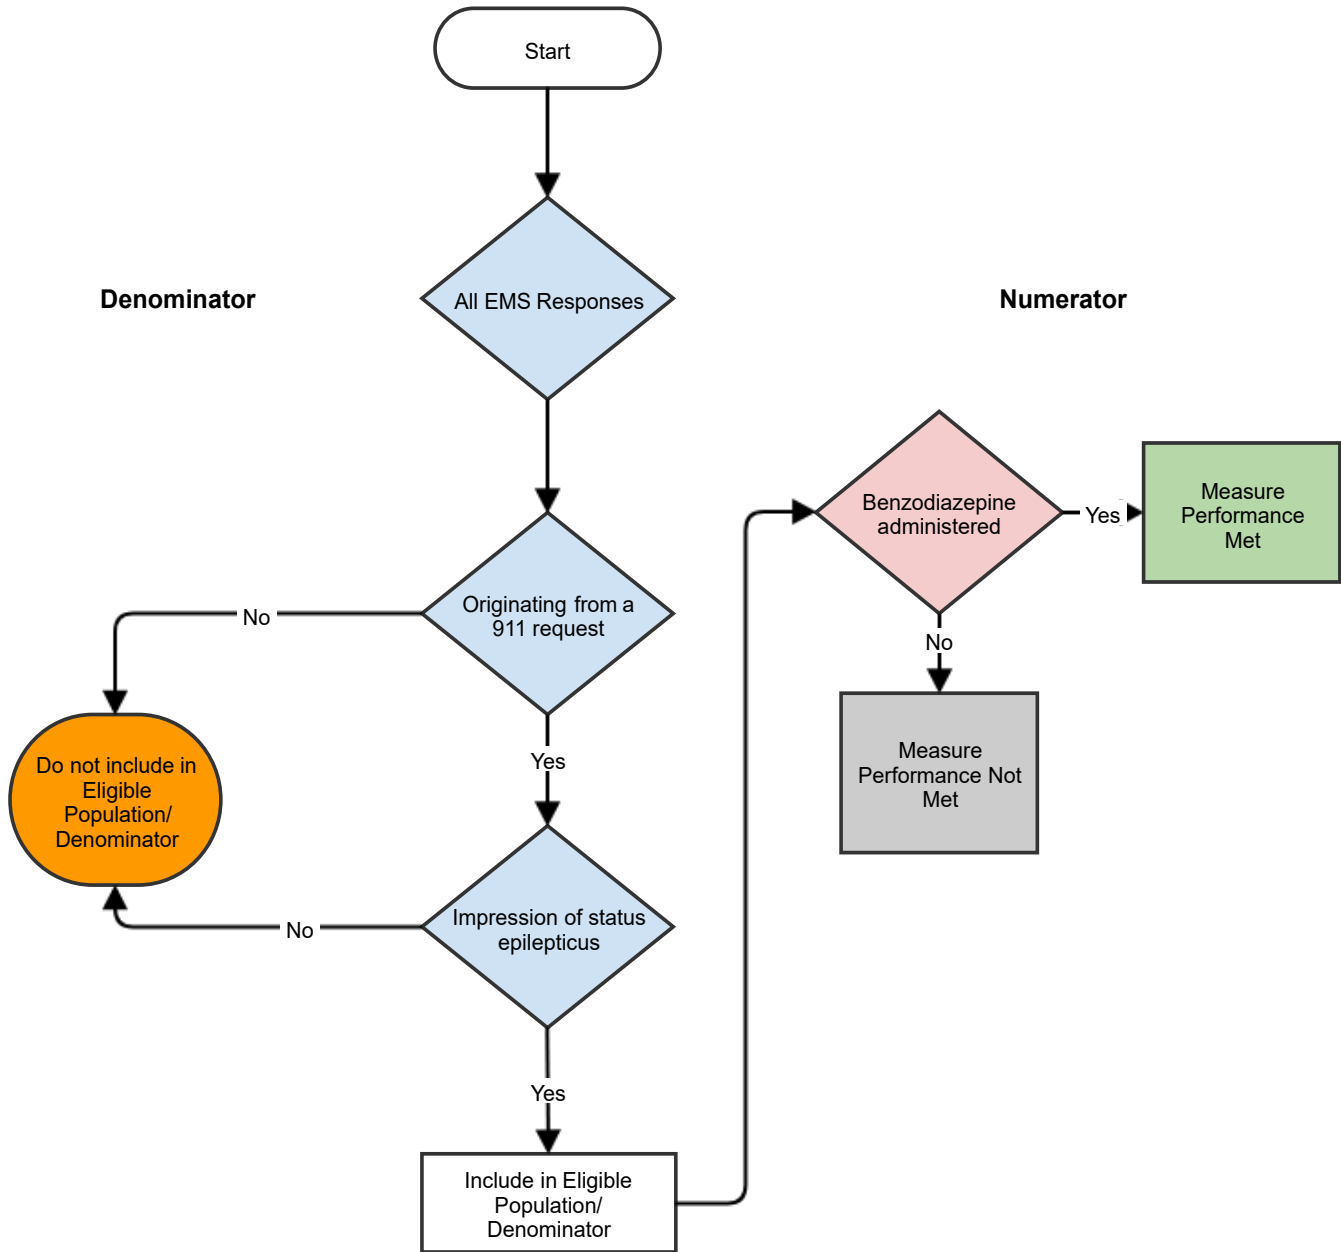 Start
All EMS Responses
Denominator
Numerator
Benzodiazepine
administered
Yes
Measure
Performance
Met
No
Measure
Performance Not
Met
Originating from a
911 request
No
Yes
Do not include in
Eligible
Population/
Denominator
Impression of status
epilepticus
No
Yes
Include in Eligible
Population/
Denominator